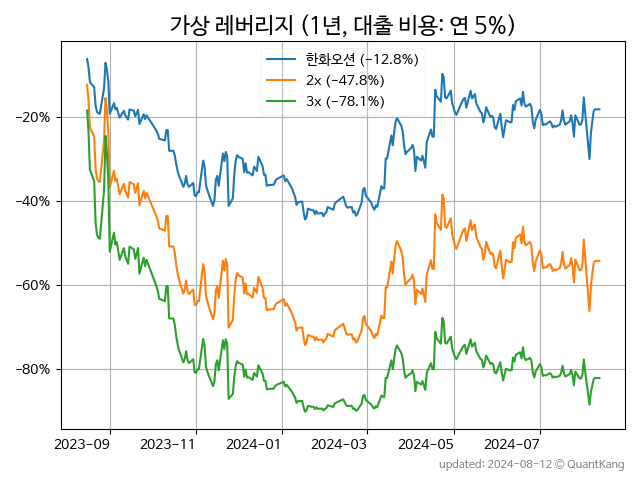 가상 레버리지 (1년, 대출 비용: 연 5%)
한화오션 (−12.8%)
2x (−47.8%)
3x (−78.1%)
−20%
−40%
−60%
−80%
2023−09 2023−11 2024−01 2024−03 2024−05 2024−07
updated: 2024-08-12 © QuantKang